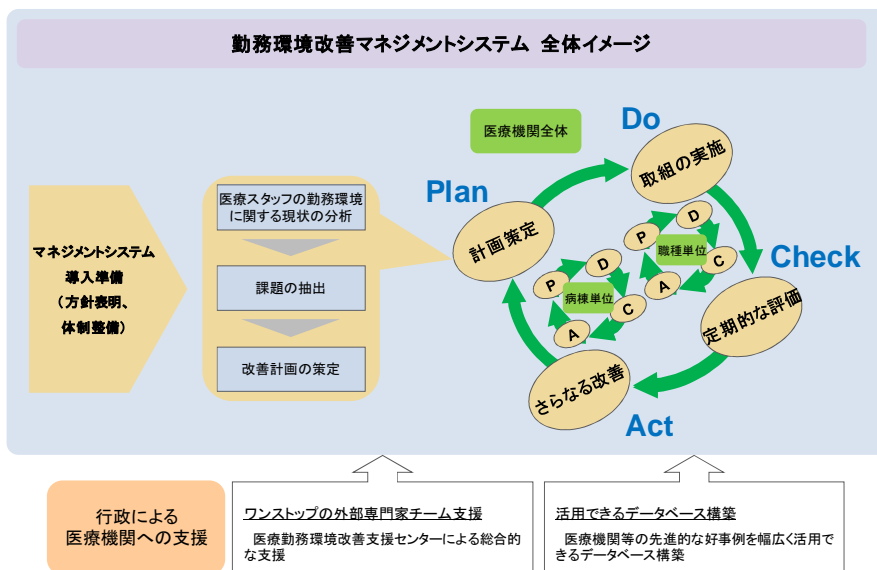 勤務環境改善マネジメントシステム 全体イメージ
マネジメントシステム
導入準備
(方針表明、
体制整備)
医療スタッフの勤務環境
に関する現状の分析
課題の抽出
改善計画の策定
医療機関全体
Plan
計画策定
Do
取組の実施
Check
定期的な評価
Act
さらなる改善
P
D
C
A
職種単位
P
D
C
A
病棟単位
行政による
医療機関への支援
ワンストップの外部専門家チーム支援
医療勤務環境改善支援センターによる総合的
な支援
活用できるデータベース構築
医療機関等の先進的な好事例を幅広く活用で
きるデータベース構築